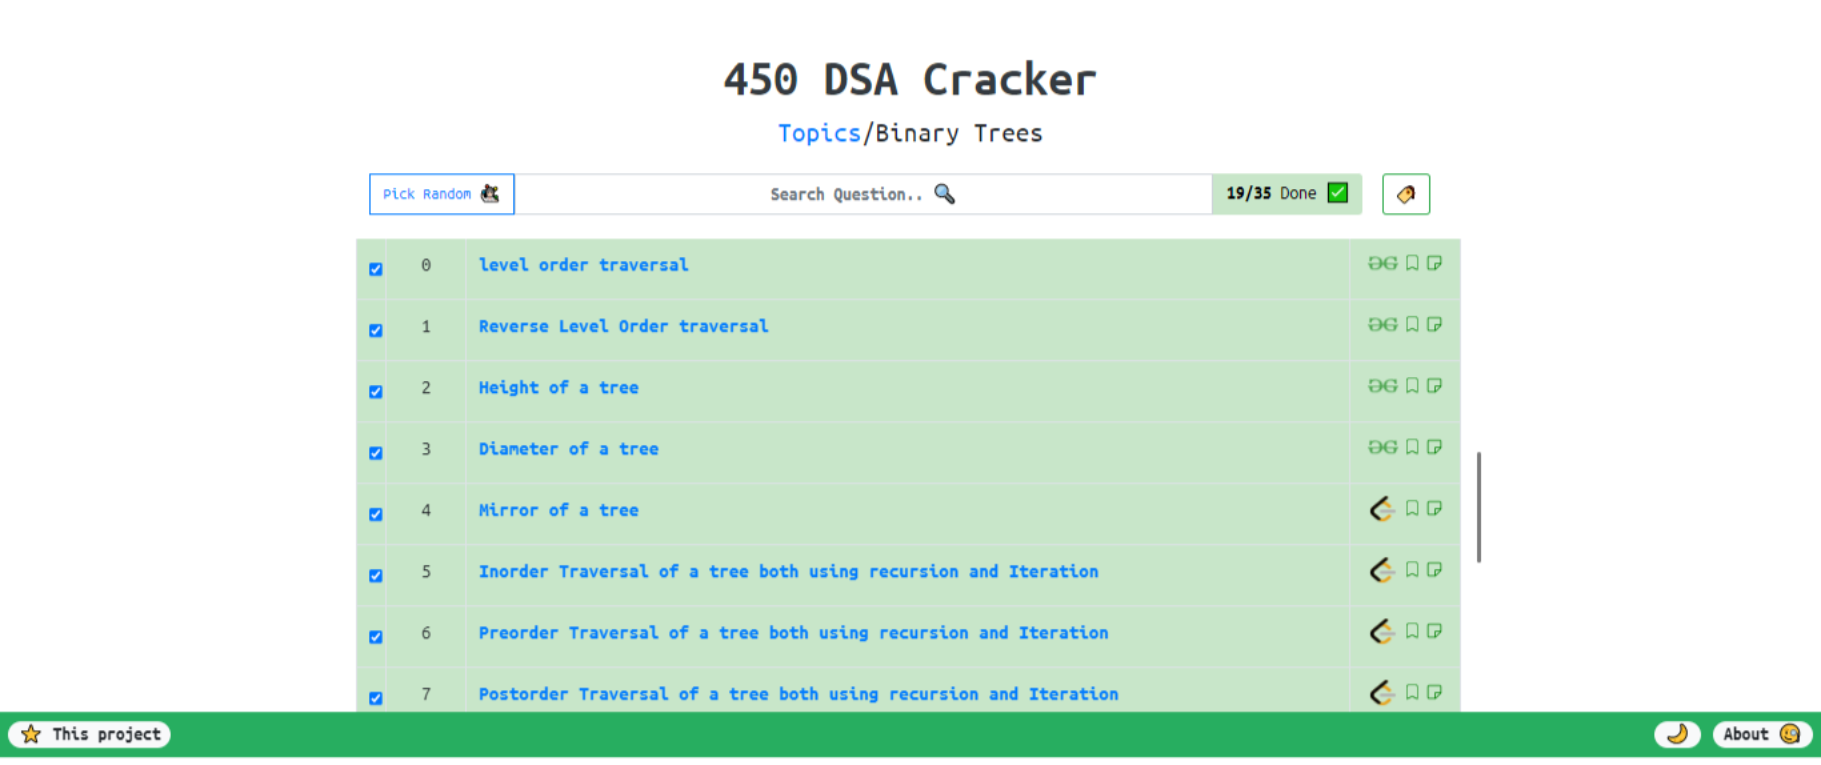 450 DSA Cracker
Topics/Binary Trees
Pick Random
Search Question..
19/35 Done
0 level order traversal
1 Reverse Level Order traversal
2 Height of a tree
3 Diameter of a tree
4 Mirror of a tree
5 Inorder Traversal of a tree both using recursion and Iteration
6 Preorder Traversal of a tree both using recursion and Iteration
7 Postorder Traversal of a tree both using recursion and Iteration
This project
About